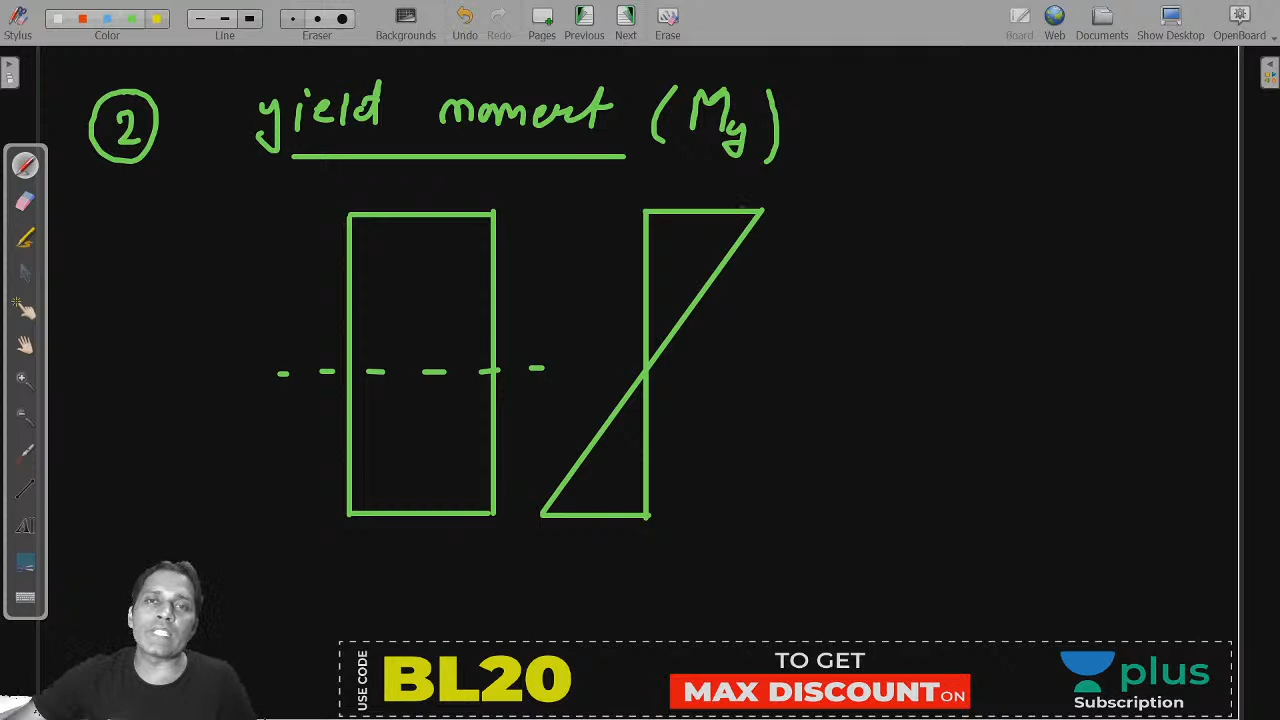 Stylus
Color
Line
Eraser
Backgrounds
Undo
Redo
Pages
Previous
Next
Erase
Board
Web
Documents
Show Desktop
OpenBoard
2 yield moment (My)
USE CODE
BL20
TO GET
MAX DISCOUNT ON
plus
Subscription